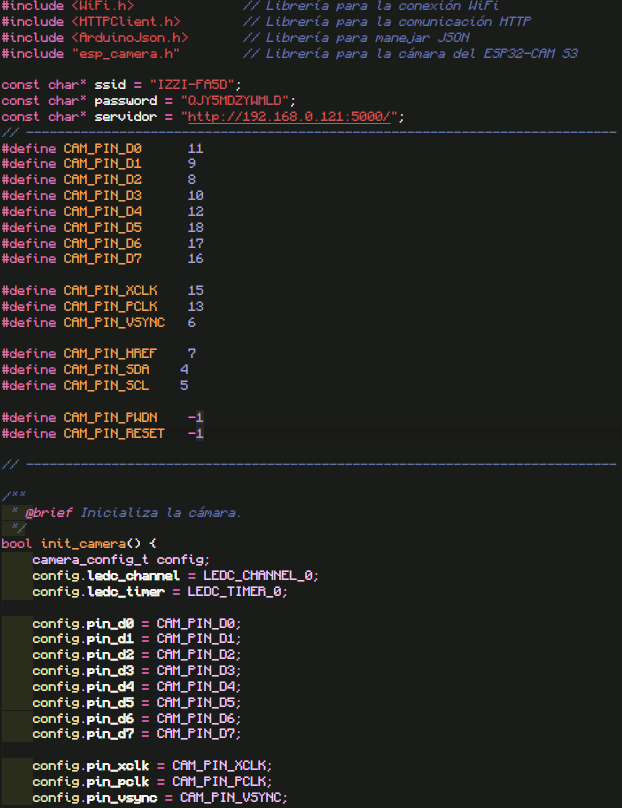 #include <WiFi.h> // Librería para la conexión WiFi
#include <HTTPClient.h> // Librería para la comunicación HTTP
#include <ArduinoJson.h> // Librería para manejar JSON
#include "esp_camera.h" // Librería para la cámara del ESP32-CAM S3
const char* ssid = "IZZI-FA5D";
const char* password = "OJY5MDZYWMLD";
const char* servidor = "http://192.168.0.121:5000/";
// ----------------------------------------------------------------------------
#define CAM_PIN_D0 11
#define CAM_PIN_D1 9
#define CAM_PIN_D2 8
#define CAM_PIN_D3 10
#define CAM_PIN_D4 12
#define CAM_PIN_D5 18
#define CAM_PIN_D6 17
#define CAM_PIN_D7 16
#define CAM_PIN_XCLK 15
#define CAM_PIN_PCLK 13
#define CAM_PIN_VSYNC 6
#define CAM_PIN_HREF 7
#define CAM_PIN_SDA 4
#define CAM_PIN_SCL 5
#define CAM_PIN_PWDN -1
#define CAM_PIN_RESET -1
// ----------------------------------------------------------------------------
/**
* @brief Inicializa la cámara.
*/
bool init_camera() {
camera_config_t config;
config.ledc_channel = LEDC_CHANNEL_0;
config.ledc_timer = LEDC_TIMER_0;
config.pin_d0 = CAM_PIN_D0;
config.pin_d1 = CAM_PIN_D1;
config.pin_d2 = CAM_PIN_D2;
config.pin_d3 = CAM_PIN_D3;
config.pin_d4 = CAM_PIN_D4;
config.pin_d5 = CAM_PIN_D5;
config.pin_d6 = CAM_PIN_D6;
config.pin_d7 = CAM_PIN_D7;
config.pin_xclk = CAM_PIN_XCLK;
config.pin_pclk = CAM_PIN_PCLK;
config.pin_vsync = CAM_PIN_VSYNC;